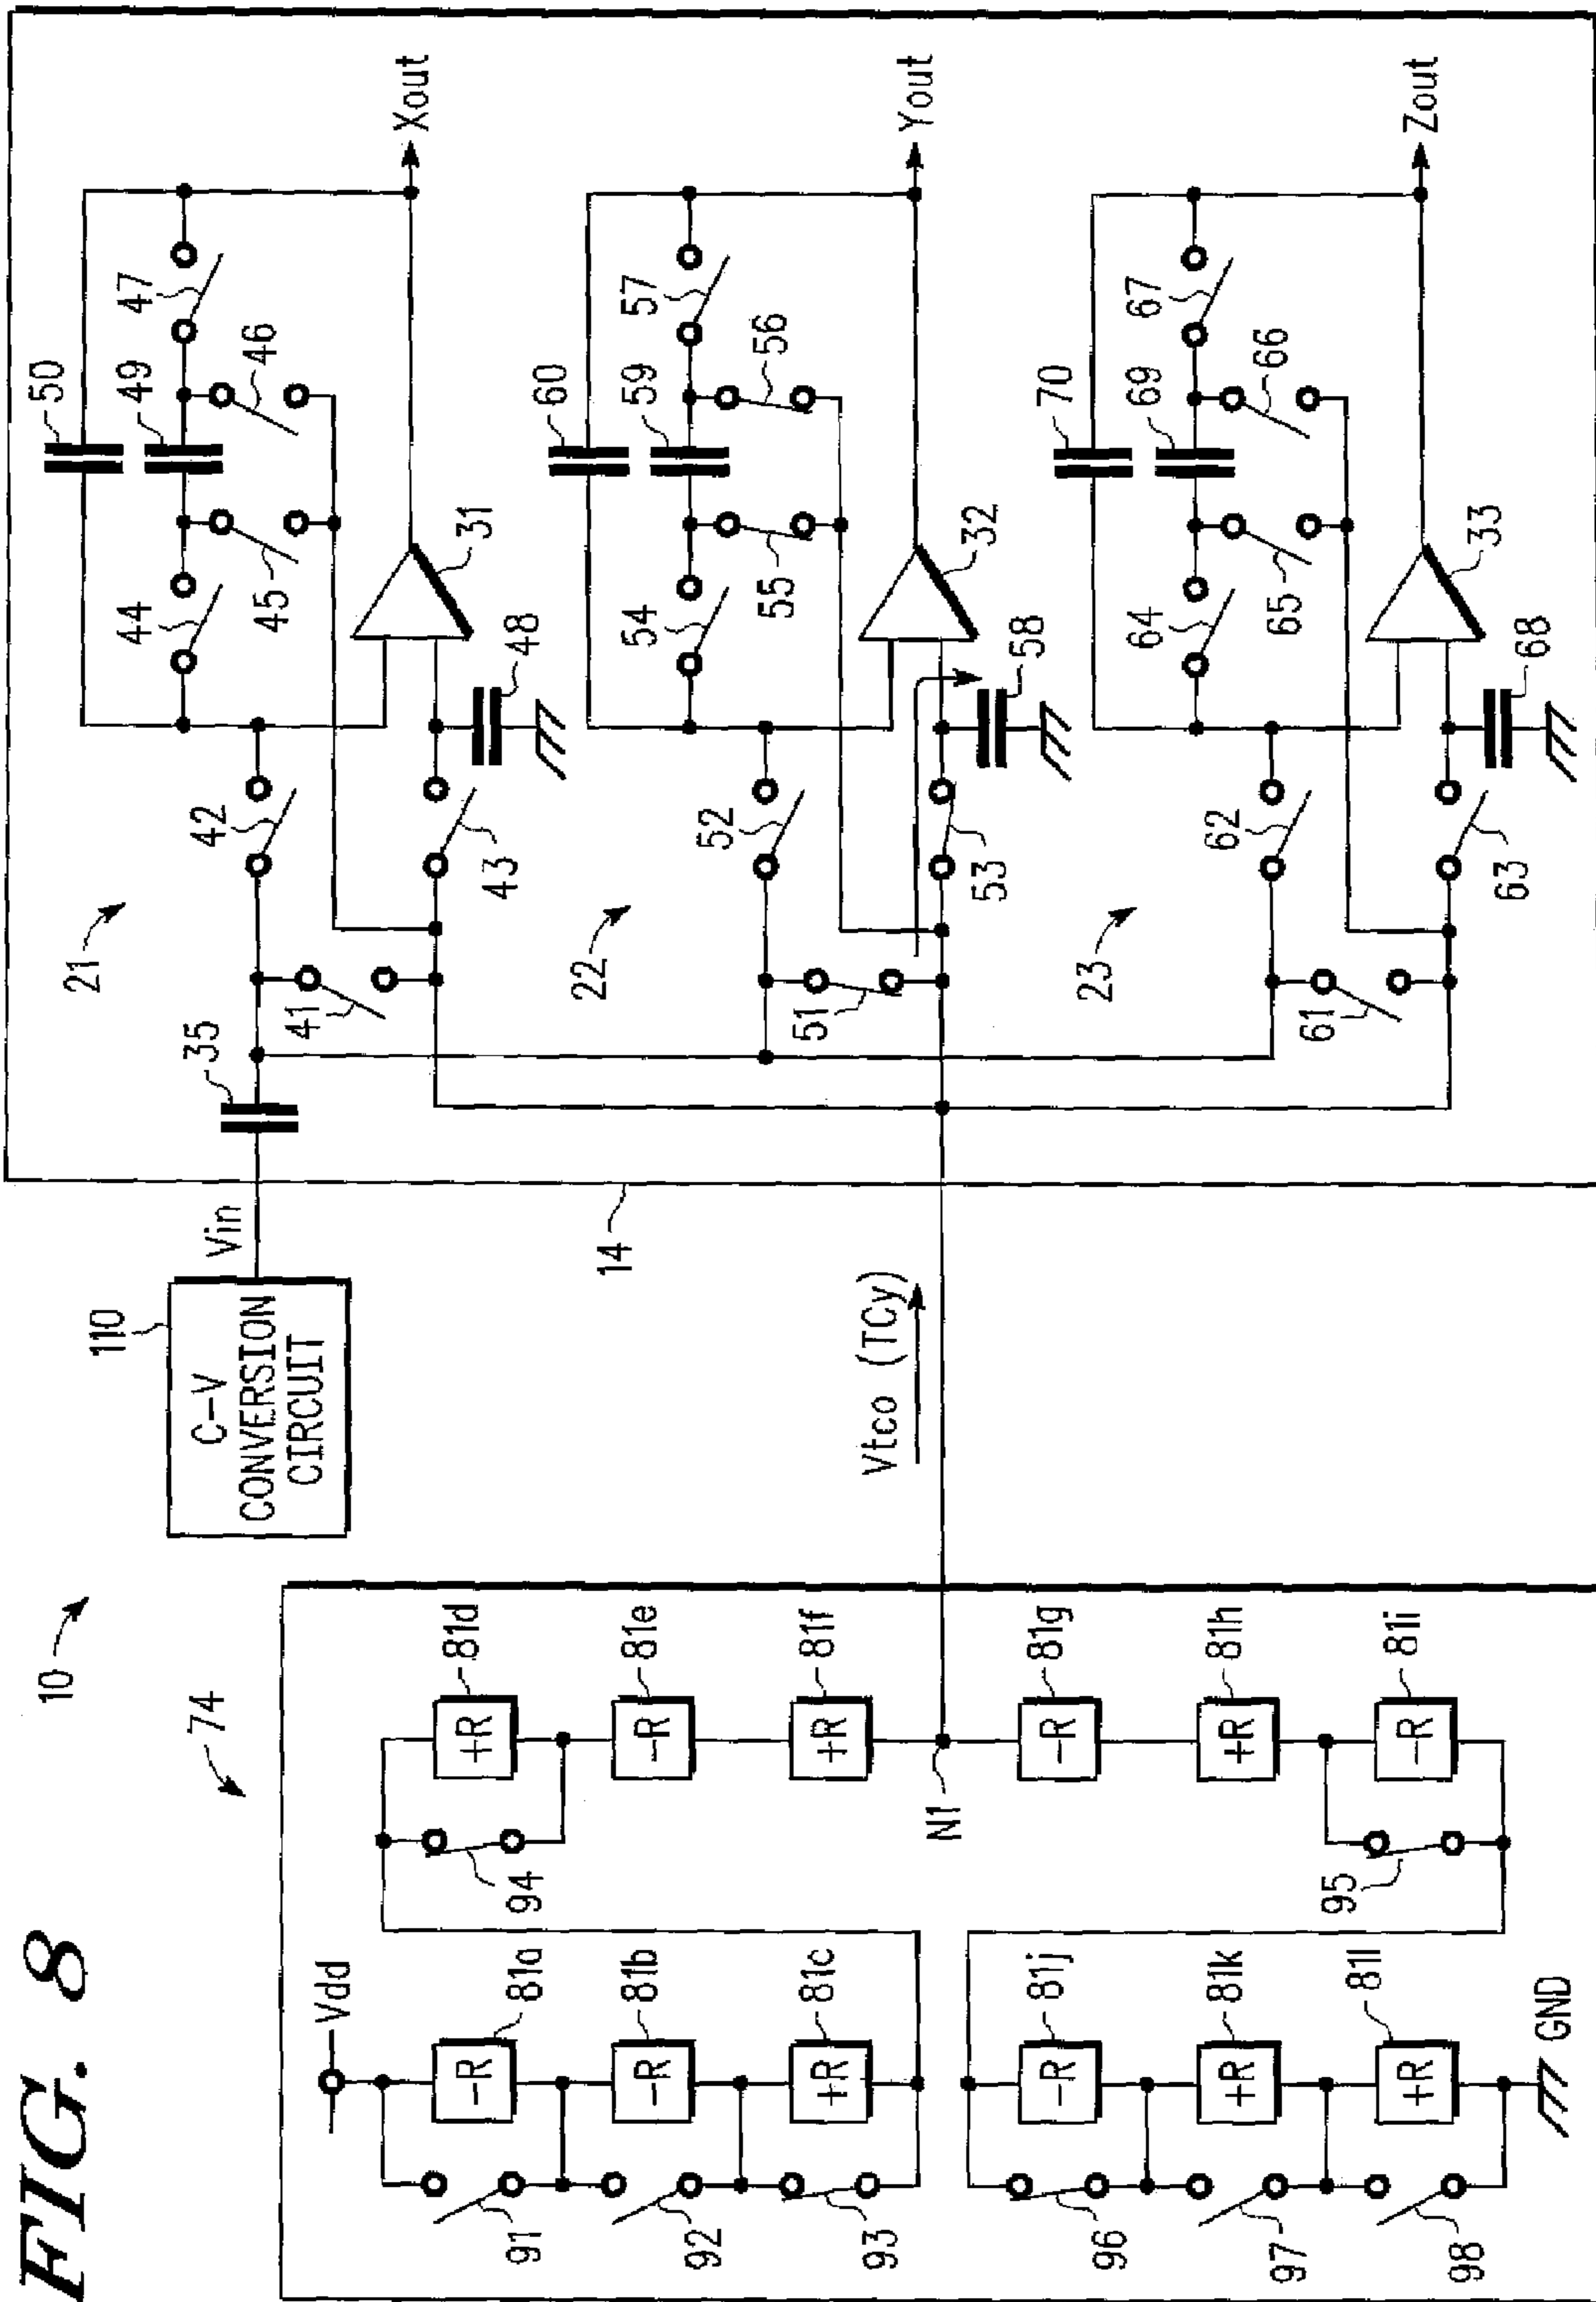 FIG. 8
10
74
Vdd
-R
81a
-R
81b
+R
81c
+R
81d
-R
81e
+R
81f
-R
81g
+R
81h
-R
81i
-R
81j
+R
81k
+R
81l
91
92
93
94
95
96
97
98
N1
GND
110
C-V
CONVERSION
CIRCUIT
Vin
Vtco (TCy)
14
35
21
41
42
43
44
45
46
47
48
49
50
31
Xout
22
51
52
53
54
55
56
57
58
59
60
32
Yout
23
61
62
63
64
65
66
67
68
69
70
33
Zout